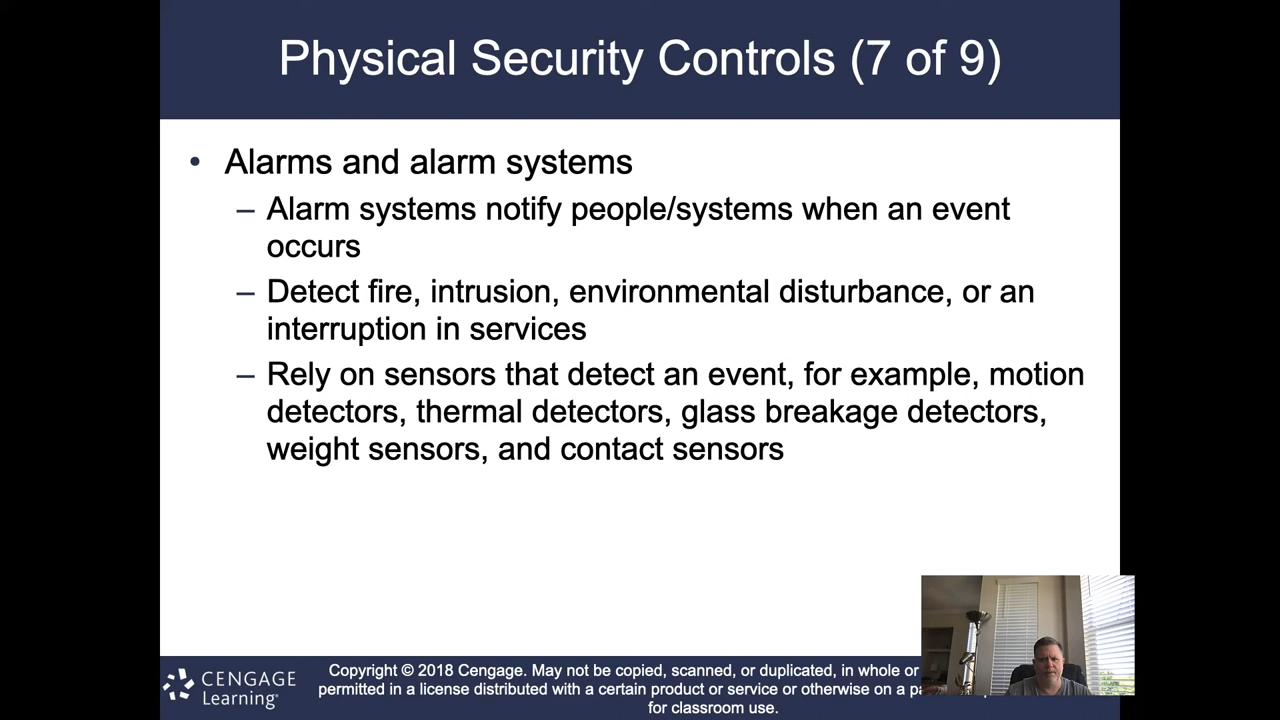 Physical Security Controls (7 of 9)
• Alarms and alarm systems
– Alarm systems notify people/systems when an event
occurs
– Detect fire, intrusion, environmental disturbance, or an
interruption in services
– Rely on sensors that detect an event, for example, motion
detectors, thermal detectors, glass breakage detectors,
weight sensors, and contact sensors
CENGAGE
Learning
Copyright © 2018 Cengage. May not be copied, scanned, or duplicated, in whole or
permitted in a license distributed with a certain product or service or otherwise on a
for classroom use.